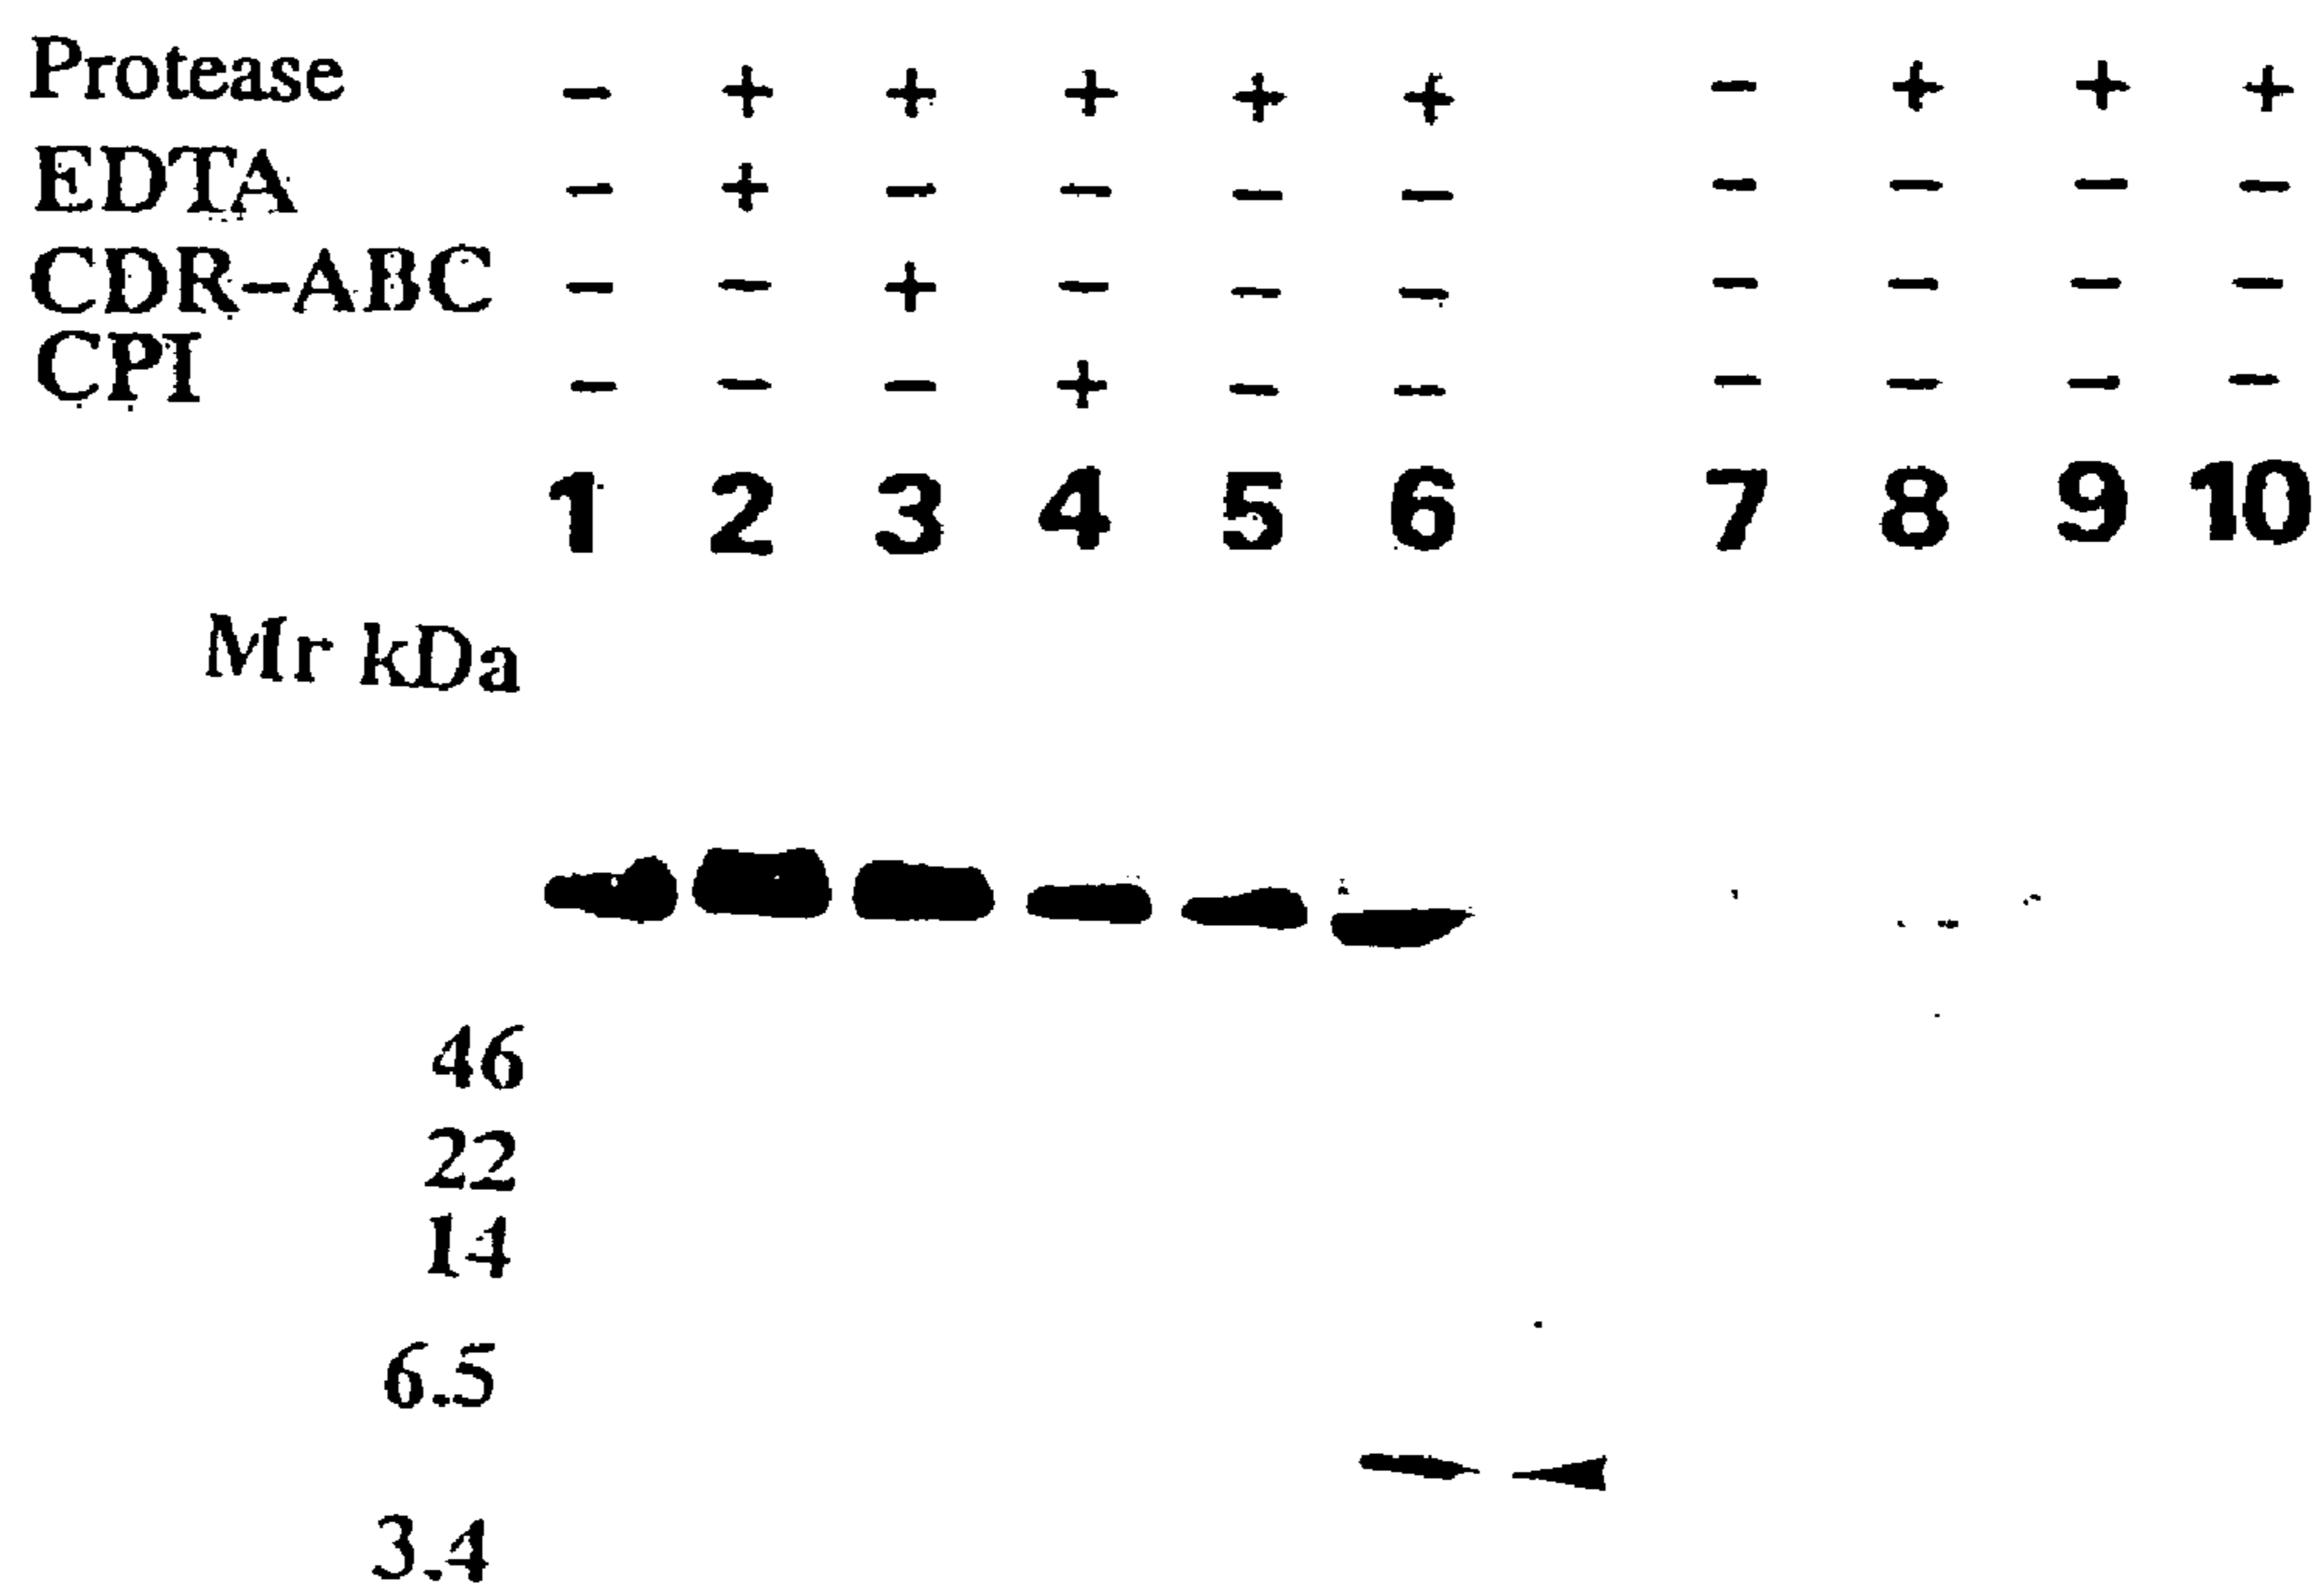 Protease - + + + + + - + + +
EDTA - + - - - - - - - -
CDR-ABC - - + - - - - - - -
CPI - - - + - - - - - -
1 2 3 4 5 6 7 8 9 10
Mr kDa
46
22
14
6.5
3.4